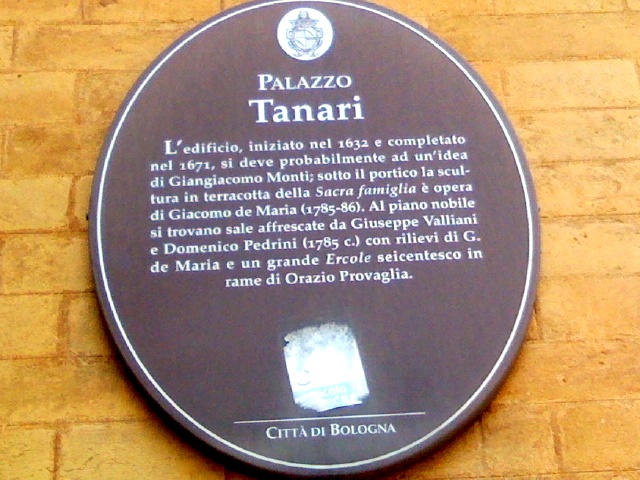 PALAZZO
Tanari
L'edificio, iniziato nel 1632 e completato
nel 1671, si deve probabilmente ad un'idea
di Giangiacomo Monti; sotto il portico la scul-
tura in terracotta della Sacra famiglia è opera
di Giacomo de Maria (1785-86). Al piano nobile
si trovano sale affrescate da Giuseppe Valliani
e Domenico Pedrini (1785 c.) con rilievi di G.
de Maria e un grande Ercole seicentesco in
rame di Orazio Provaglia.
CITTÀ DI BOLOGNA